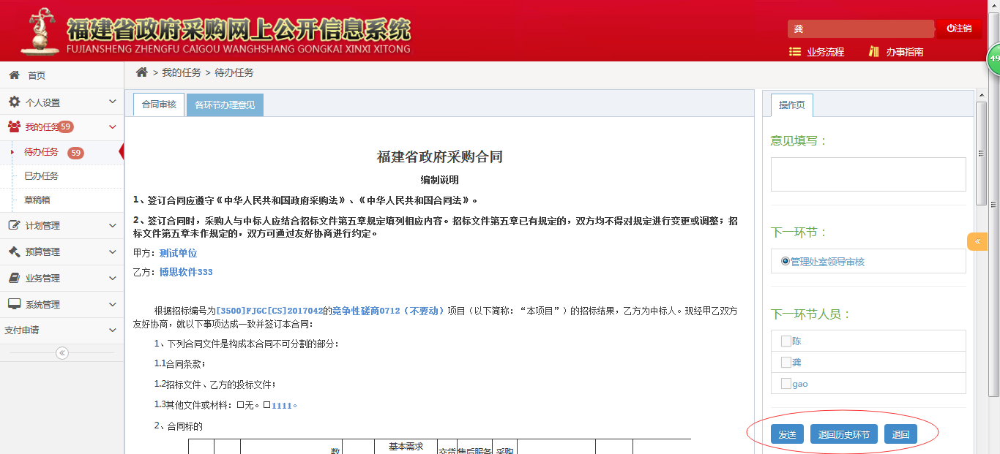 福建省政府采购网上公开信息系统
FUJIANSHENG ZHENGFU CAIGOU WANGHSHANG GONGKAI XINXI XITONG
龚
注销
业务流程
办事指南
49
首页
个人设置
我的任务59
待办任务 59
已办任务
草稿箱
计划管理
预算管理
业务管理
系统管理
支付申请
> 我的任务 > 待办任务
合同审核
各环节办理意见
福建省政府采购合同
编制说明
1、签订合同应遵守《中华人民共和国政府采购法》、《中华人民共和国合同法》。
2、签订合同时，采购人与中标人应结合招标文件第五章规定填列相应内容。招标文件第五章已有规定的，双方均不得对规定进行变更或调整；招
标文件第五章未作规定的，双方可通过友好协商进行约定。
甲方：测试单位
乙方：博思软件333
根据招标编号为[3500]FJGC[CS]2017042的竞争性磋商0712（不要动）项目（以下简称：“本项目”）的招标结果，乙方为中标人。现经甲乙双方
友好协商，就以下事项达成一致并签订本合同：
1、下列合同文件是构成本合同不可分割的部分：
1.1合同条款；
1.2招标文件、乙方的投标文件；
1.3其他文件或材料：□无。□1111。
2、合同标的
基本需求
数
交货
售后服务
采购
操作页
意见填写：
下一环节：
管理处室领导审核
下一环节人员：
陈
龚
gao
发送
退回历史环节
退回